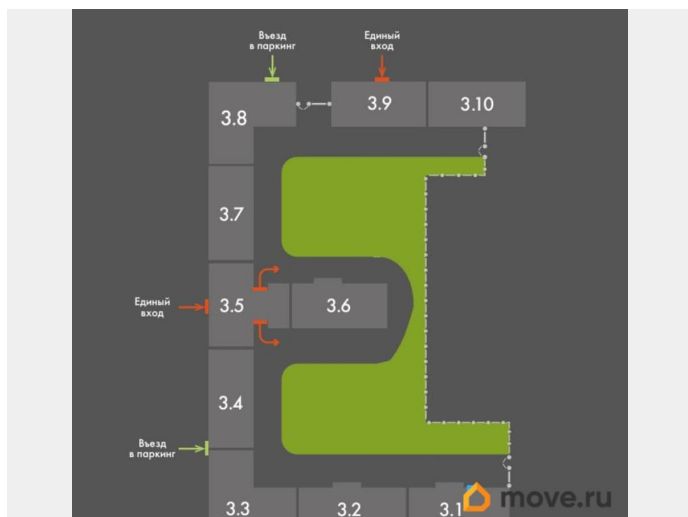 Въезд
в паркинг
Единый
вход
3.8
3.9
3.10
3.7
Единый
вход
3.5
3.6
3.4
Въезд
в паркинг
3.3
3.2
3.1
move.ru